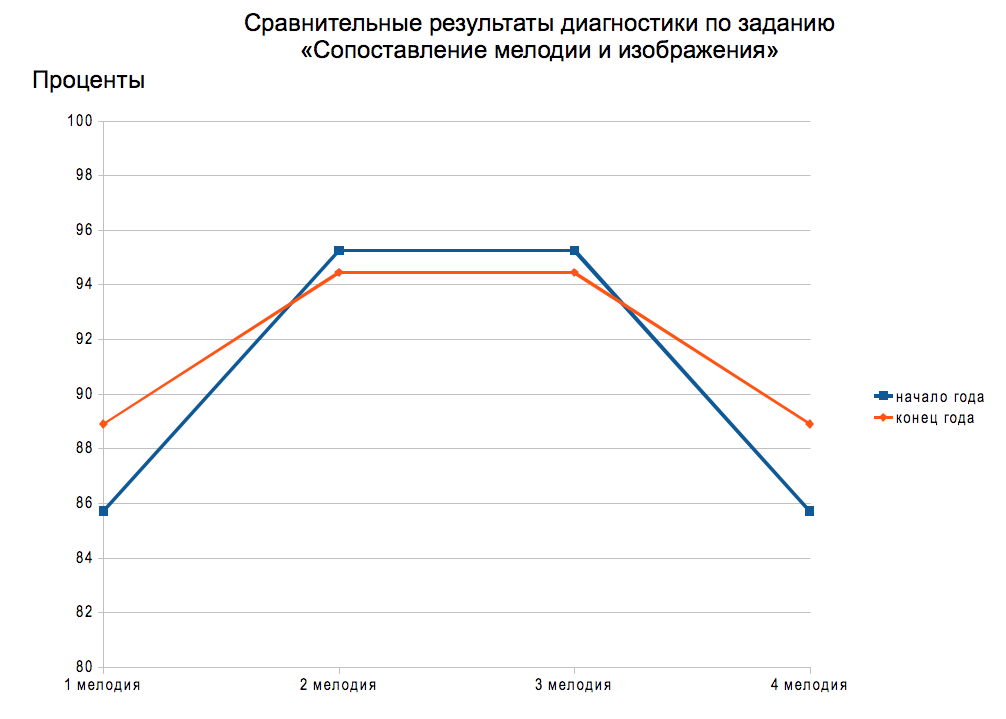 Сравнительные результаты диагностики по заданию
«Сопоставление мелодии и изображения»
Проценты
100
98
96
94
92
90
88
86
84
82
80
1 мелодия
2 мелодия
3 мелодия
4 мелодия
начало года
конец года